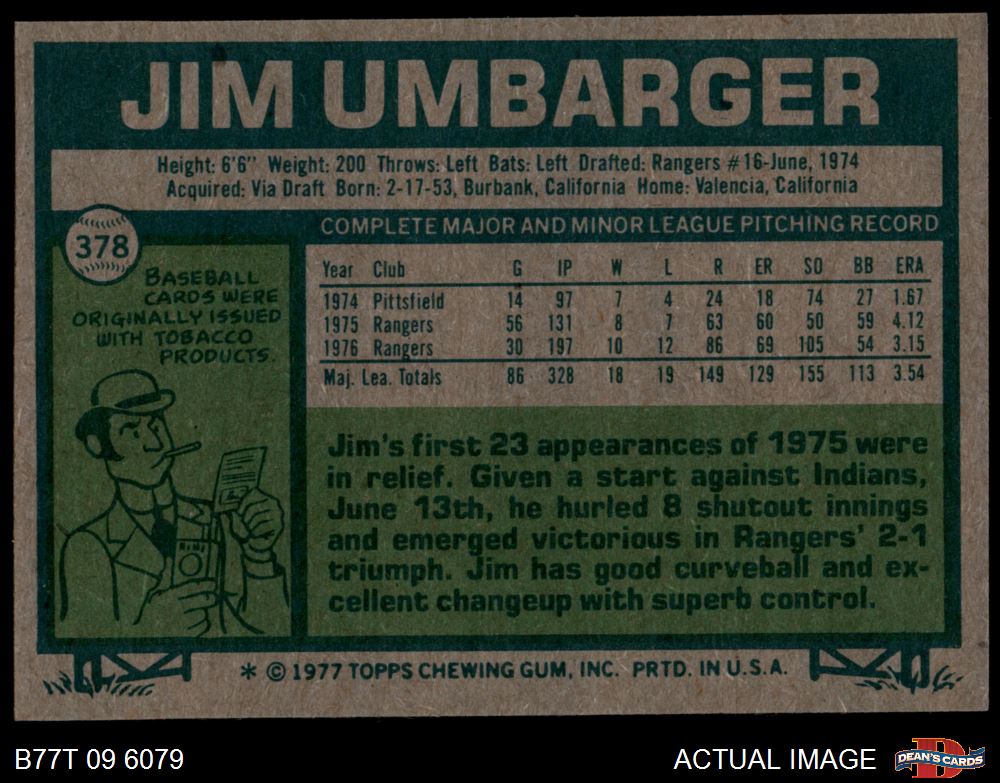 JIM UMBARGER
Height: 6'6" Weight: 200 Throws: Left Bats: Left Drafted: Rangers #16-June, 1974
Acquired: Via Draft Born: 2-17-53, Burbank, California Home: Valencia, California
378
BASEBALL
CARDS WERE
ORIGINALLY ISSUED
WITH TOBACCO
PRODUCTS.
COMPLETE MAJOR AND MINOR LEAGUE PITCHING RECORD
Year Club G IP W L R ER SO BB ERA
1974 Pittsfield 14 97 7 4 24 18 74 27 1.67
1975 Rangers 56 131 8 7 63 60 50 59 4.12
1976 Rangers 30 197 10 12 86 69 105 54 3.15
Maj. Lea. Totals 86 328 18 19 149 129 155 113 3.54
Jim's first 23 appearances of 1975 were
in relief. Given a start against Indians,
June 13th, he hurled 8 shutout innings
and emerged victorious in Rangers' 2-1
triumph. Jim has good curveball and ex-
cellent changeup with superb control.
* © 1977 TOPPS CHEWING GUM, INC. PRTD. IN U.S.A.
B77T 09 6079
ACTUAL IMAGE
D
DEAN'S CARDS